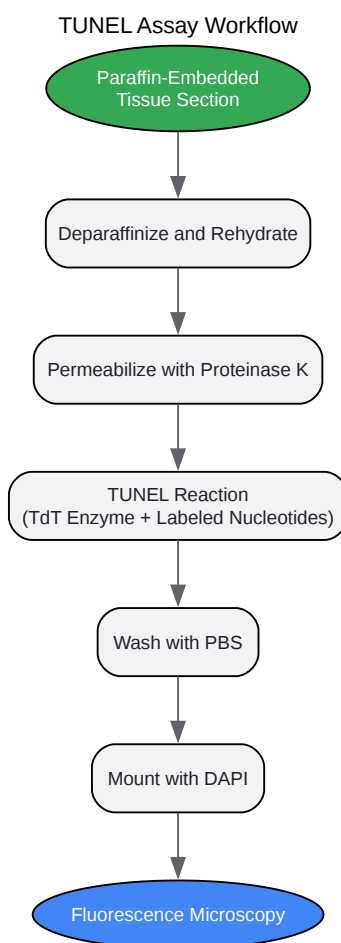 TUNEL Assay Workflow
Paraffin-Embedded
Tissue Section
Deparaffinize and Rehydrate
Permeabilize with Proteinase K
TUNEL Reaction
(TdT Enzyme + Labeled Nucleotides)
Wash with PBS
Mount with DAPI
Fluorescence Microscopy